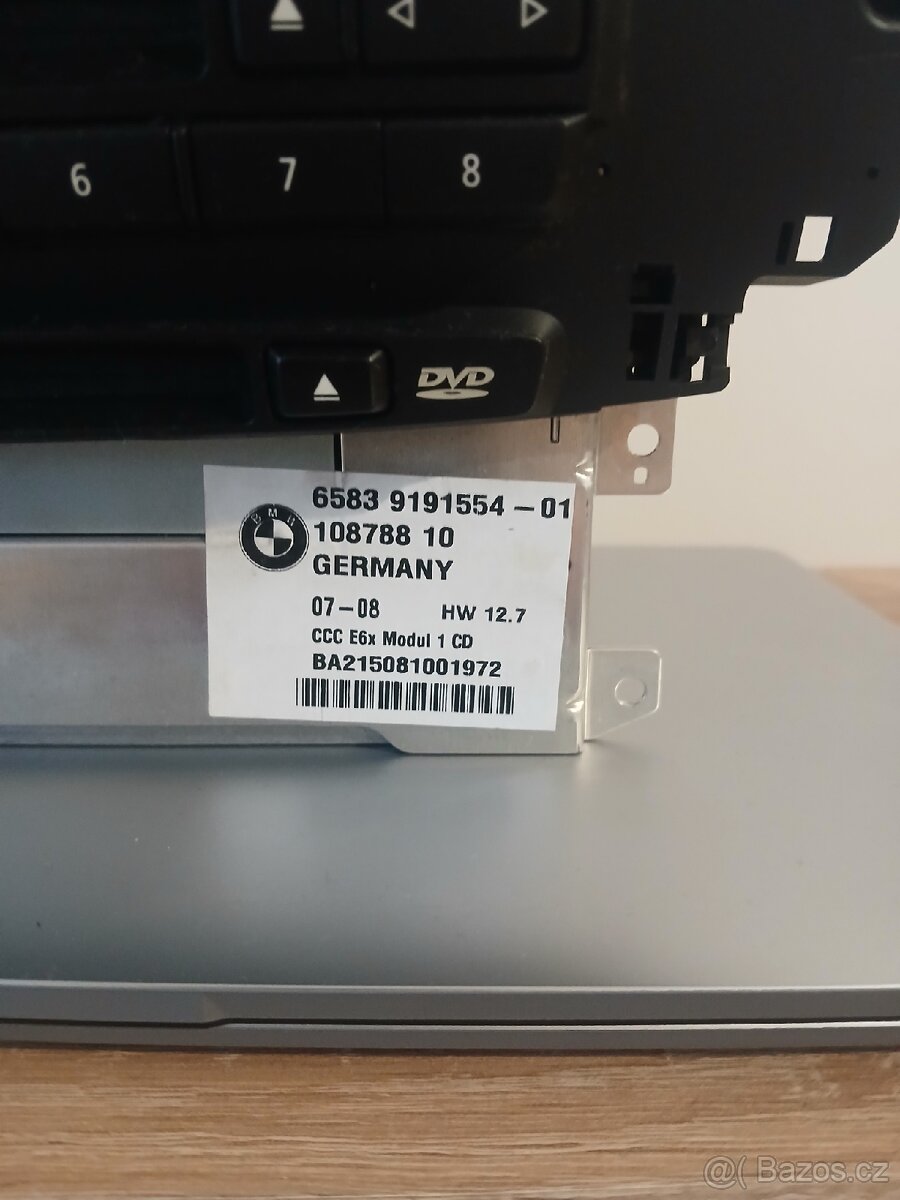 6 7 8
DVD
BMW
6583 9191554-01
108788 10
GERMANY
07-08 HW 12.7
CCC E6x Modul 1 CD
BA215081001972
@( Bazos.cz